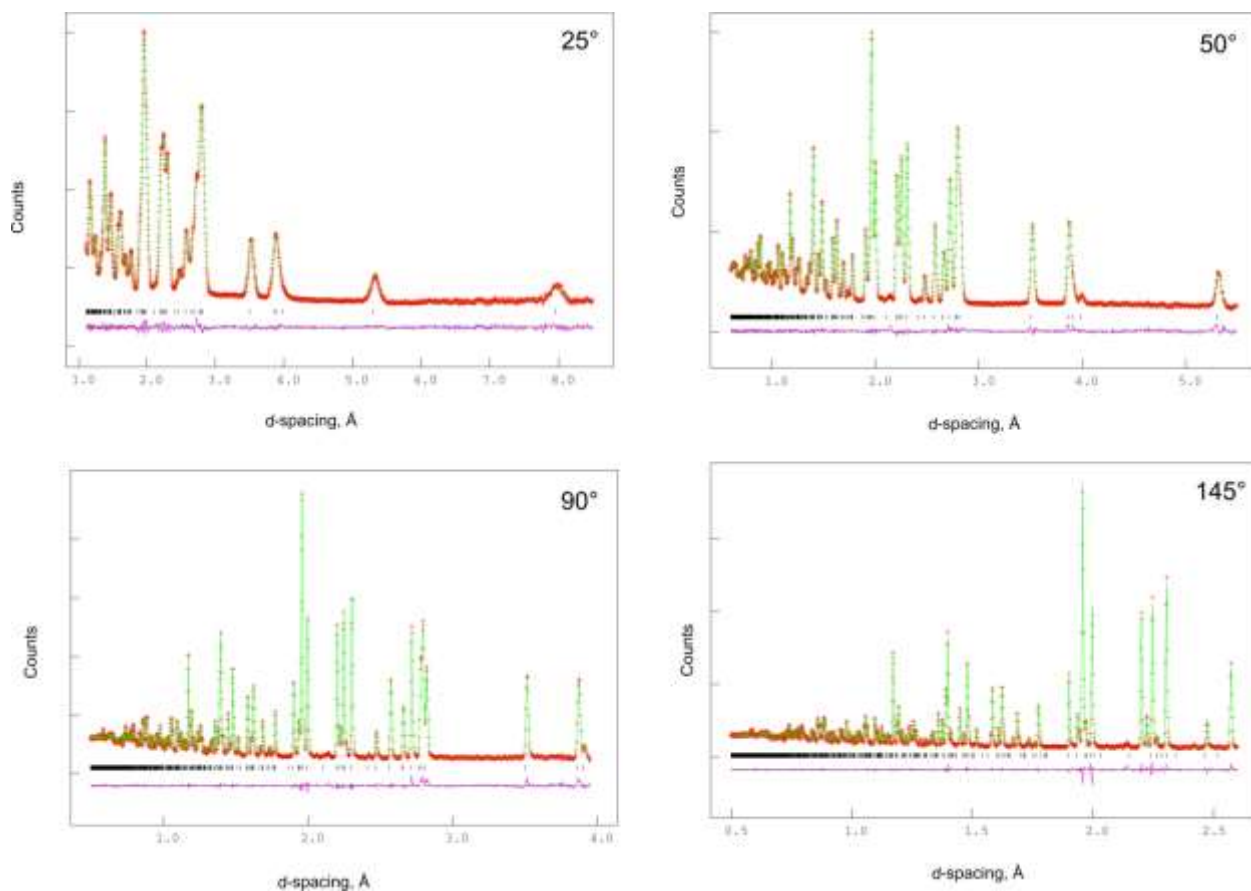 25°
Counts
1.0 2.0 3.0 4.0 5.0 6.0 7.0 8.0
d-spacing, Å
50°
Counts
1.0 2.0 3.0 4.0 5.0
d-spacing, Å
90°
Counts
1.0 2.0 3.0 4.0
d-spacing, Å
145°
Counts
0.5 1.0 1.5 2.0 2.5
d-spacing, Å